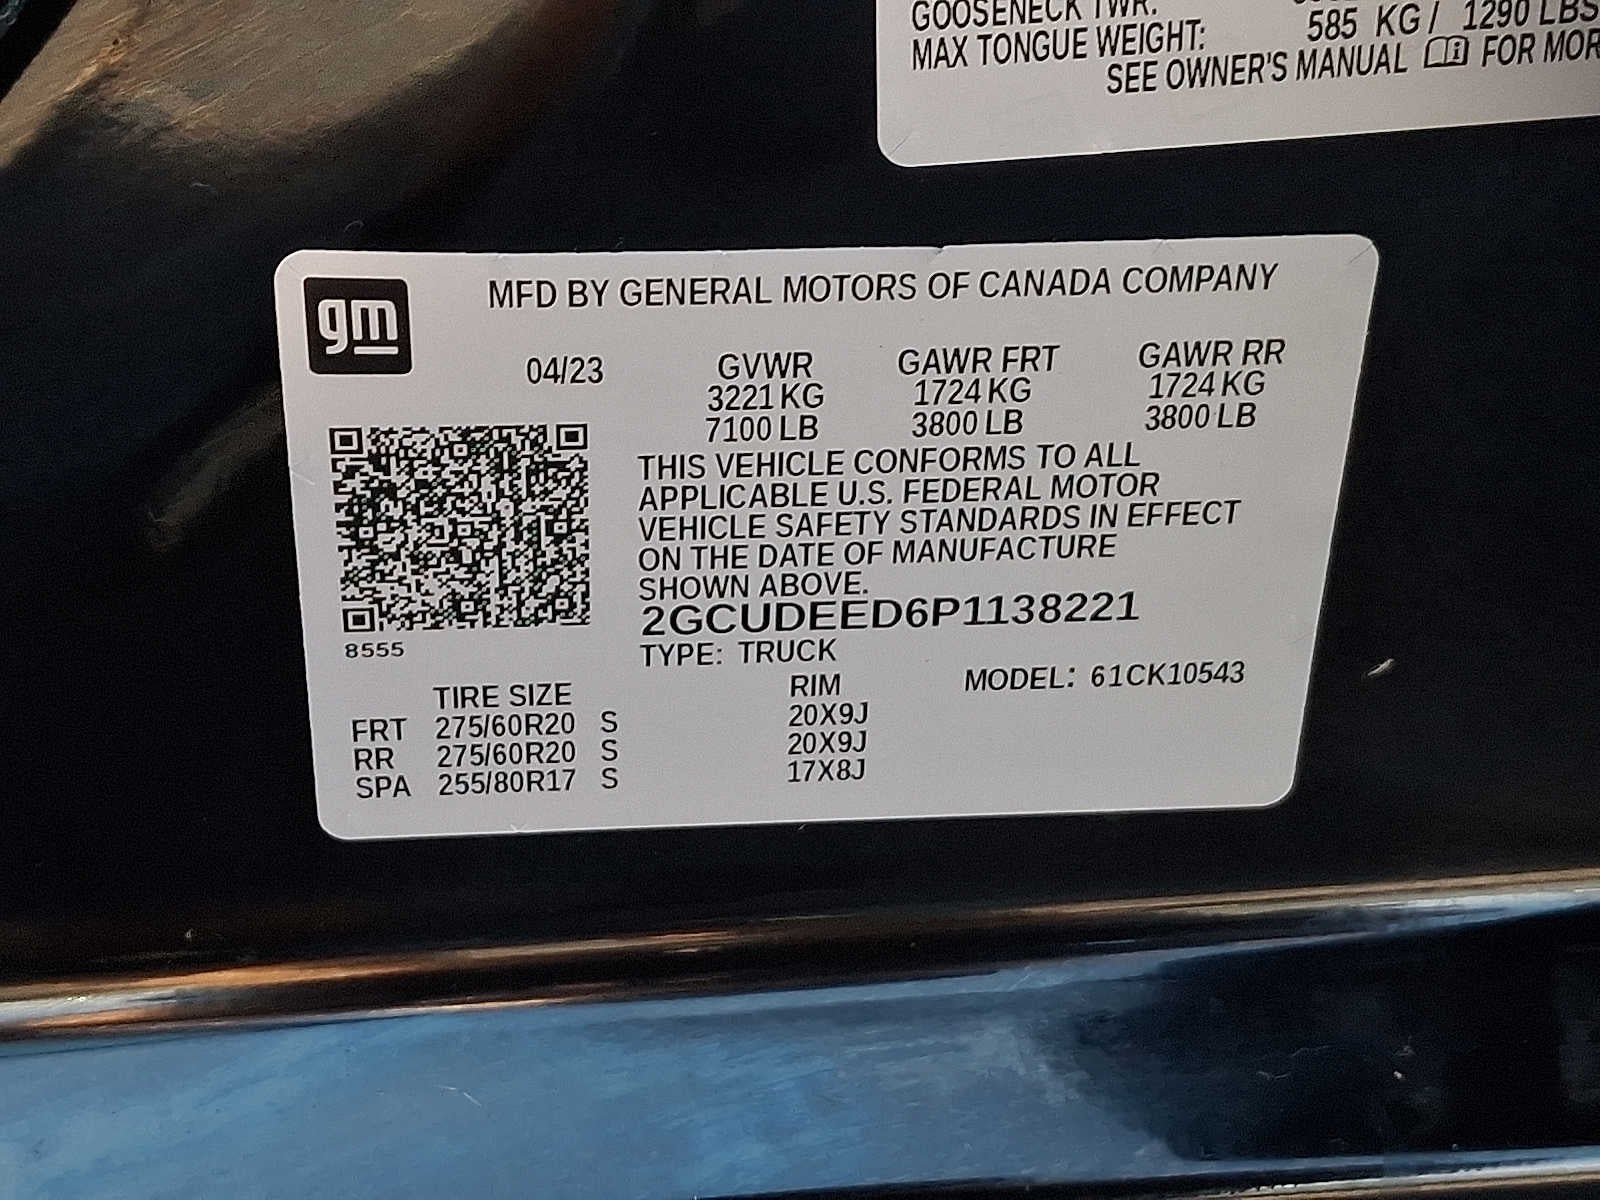 GOOSENECK TWR:
585 KG / 1290 LBS
MAX TONGUE WEIGHT:
SEE OWNER'S MANUAL FOR MOR
gm
MFD BY GENERAL MOTORS OF CANADA COMPANY
04/23 GVWR GAWR FRT GAWR RR
3221 KG 1724 KG 1724 KG
7100 LB 3800 LB 3800 LB
THIS VEHICLE CONFORMS TO ALL
APPLICABLE U.S. FEDERAL MOTOR
VEHICLE SAFETY STANDARDS IN EFFECT
ON THE DATE OF MANUFACTURE
SHOWN ABOVE.
2GCUDEED6P1138221
8555
TYPE: TRUCK
TIRE SIZE RIM MODEL: 61CK10543
FRT 275/60R20 S 20X9J
RR 275/60R20 S 20X9J
SPA 255/80R17 S 17X8J